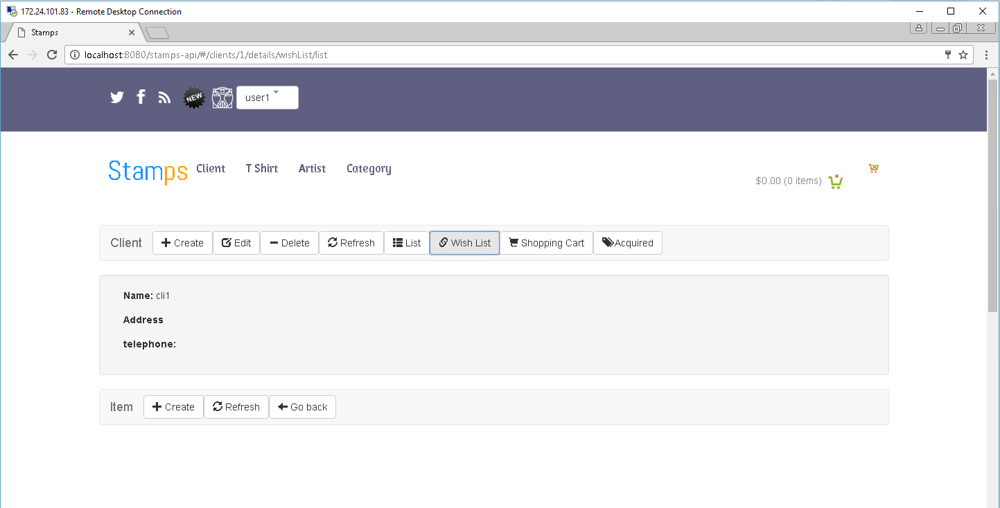 172.24.101.83 - Remote Desktop Connection
Stamps
localhost:8080/stamps-api/#/clients/1/details/wishList/list
NEW
user1
Stamps Client T Shirt Artist Category
$0.00 (0 items)
Client Create Edit Delete Refresh List Wish List Shopping Cart Acquired
Name: cli1
Address
telephone:
Item Create Refresh Go back